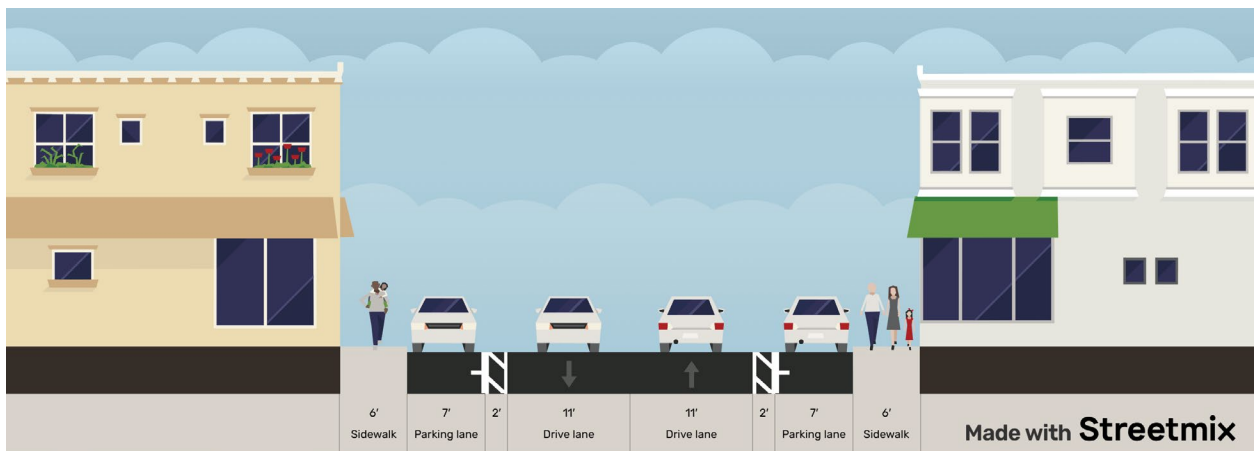 6′ 7′ 2′ 11′ 11′ 2′ 7′ 6′
Sidewalk Parking lane Drive lane Drive lane Parking lane Sidewalk
Made with Streetmix